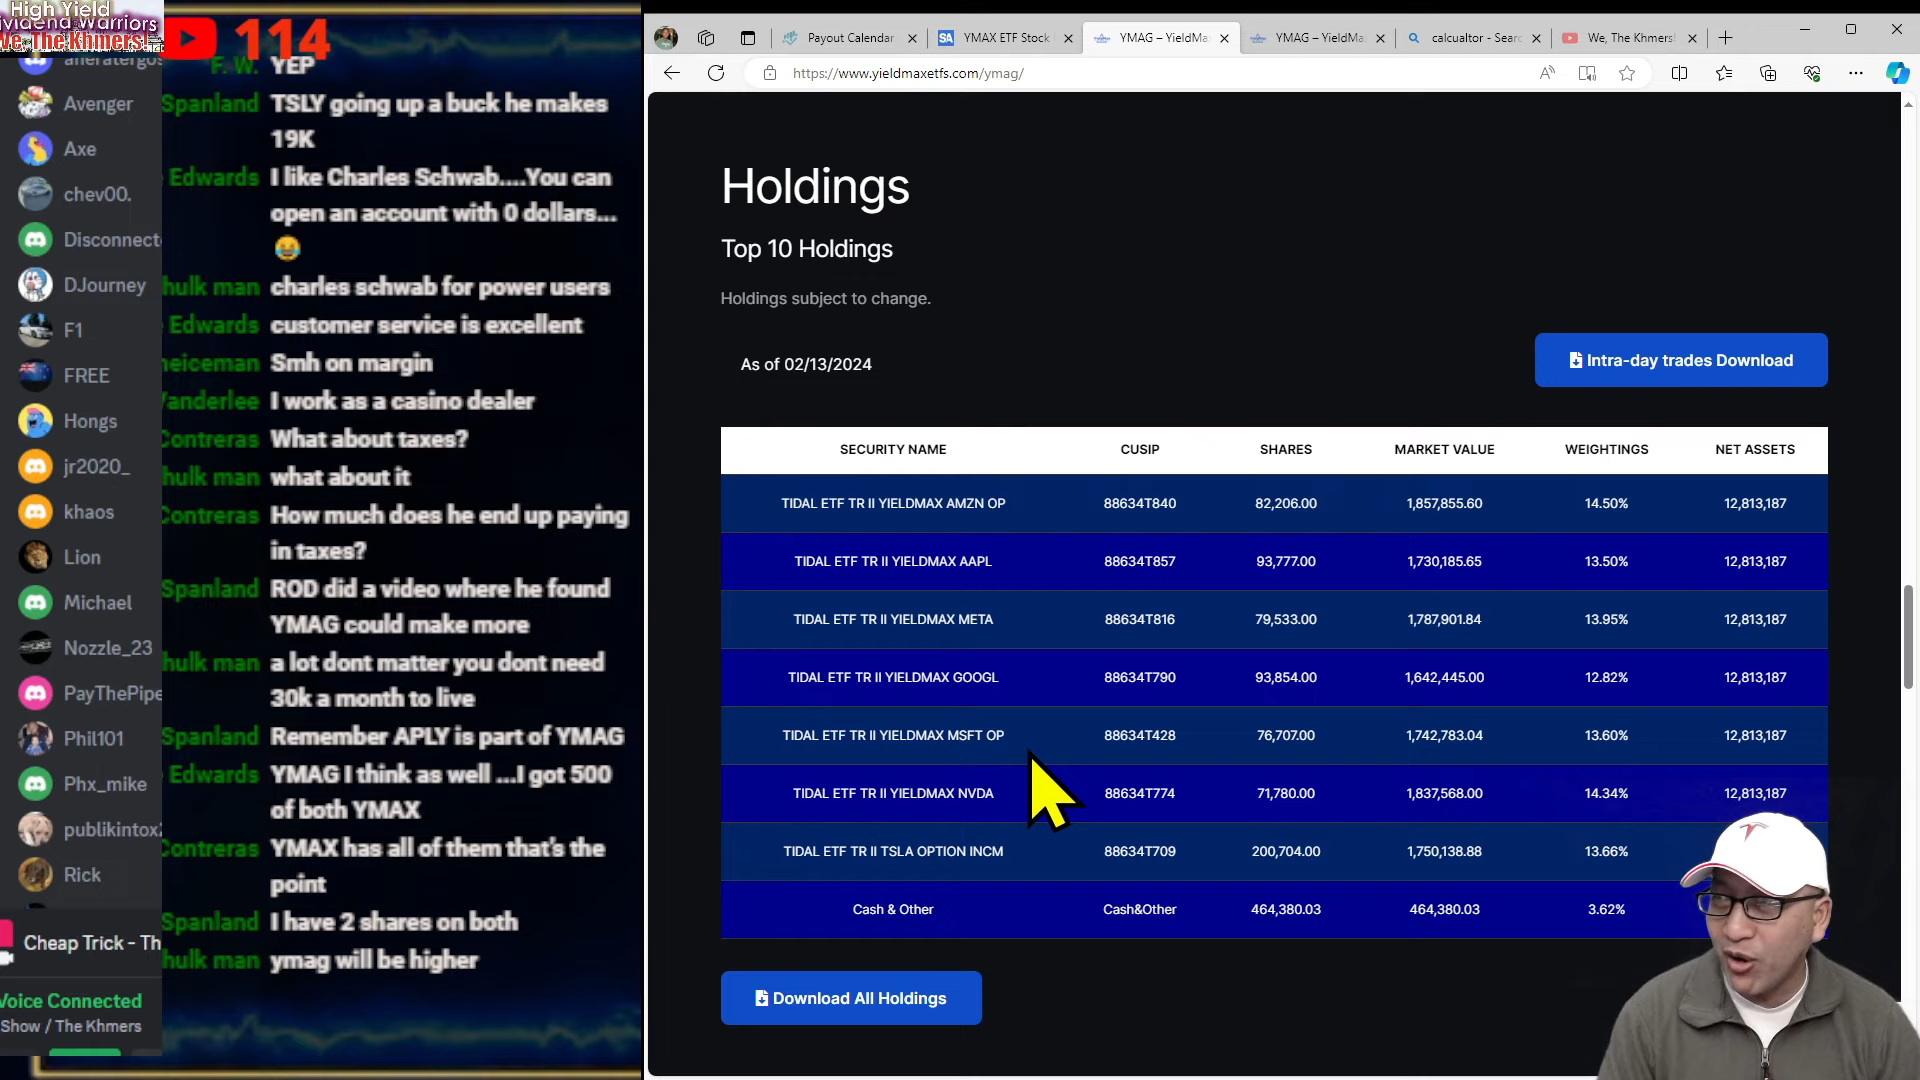 High Yield
ividend Warriors
We, The Khmers!
114
aneratergos
Avenger
Axe
chev00.
Disconnect
DJourney
F1
FREE
Hongs
jr2020_
khaos
Lion
Michael
Nozzle_23
PayThePipe
Phil101
Phx_mike
publikintox
Rick
Cheap Trick - Th
Voice Connected
Show / The Khmers
F. W. YEP
Spanland TSLY going up a buck he makes
19K
Edwards I like Charles Schwab....You can
open an account with 0 dollars...
😂
hulk man charles schwab for power users
Edwards customer service is excellent
heiceman Smh on margin
Vanderlee I work as a casino dealer
Contreras What about taxes?
hulk man what about it
Contreras How much does he end up paying
in taxes?
Spanland ROD did a video where he found
YMAG could make more
hulk man a lot dont matter you dont need
30k a month to live
Spanland Remember APLY is part of YMAG
Edwards YMAG I think as well ...I got 500
of both YMAX
Contreras YMAX has all of them that's the
point
Spanland I have 2 shares on both
hulk man ymag will be higher
Payout Calendar
SA YMAX ETF Stock
YMAG – YieldMa
YMAG – YieldMa
calcualtor - Searc
We, The Khmers!
https://www.yieldmaxetfs.com/ymag/
Holdings
Top 10 Holdings
Holdings subject to change.
As of 02/13/2024
Intra-day trades Download
SECURITY NAME CUSIP SHARES MARKET VALUE WEIGHTINGS NET ASSETS
TIDAL ETF TR II YIELDMAX AMZN OP 88634T840 82,206.00 1,857,855.60 14.50% 12,813,187
TIDAL ETF TR II YIELDMAX AAPL 88634T857 93,777.00 1,730,185.65 13.50% 12,813,187
TIDAL ETF TR II YIELDMAX META 88634T816 79,533.00 1,787,901.84 13.95% 12,813,187
TIDAL ETF TR II YIELDMAX GOOGL 88634T790 93,854.00 1,642,445.00 12.82% 12,813,187
TIDAL ETF TR II YIELDMAX MSFT OP 88634T428 76,707.00 1,742,783.04 13.60% 12,813,187
TIDAL ETF TR II YIELDMAX NVDA 88634T774 71,780.00 1,837,568.00 14.34% 12,813,187
TIDAL ETF TR II TSLA OPTION INCM 88634T709 200,704.00 1,750,138.88 13.66%
Cash & Other Cash&Other 464,380.03 464,380.03 3.62%
Download All Holdings